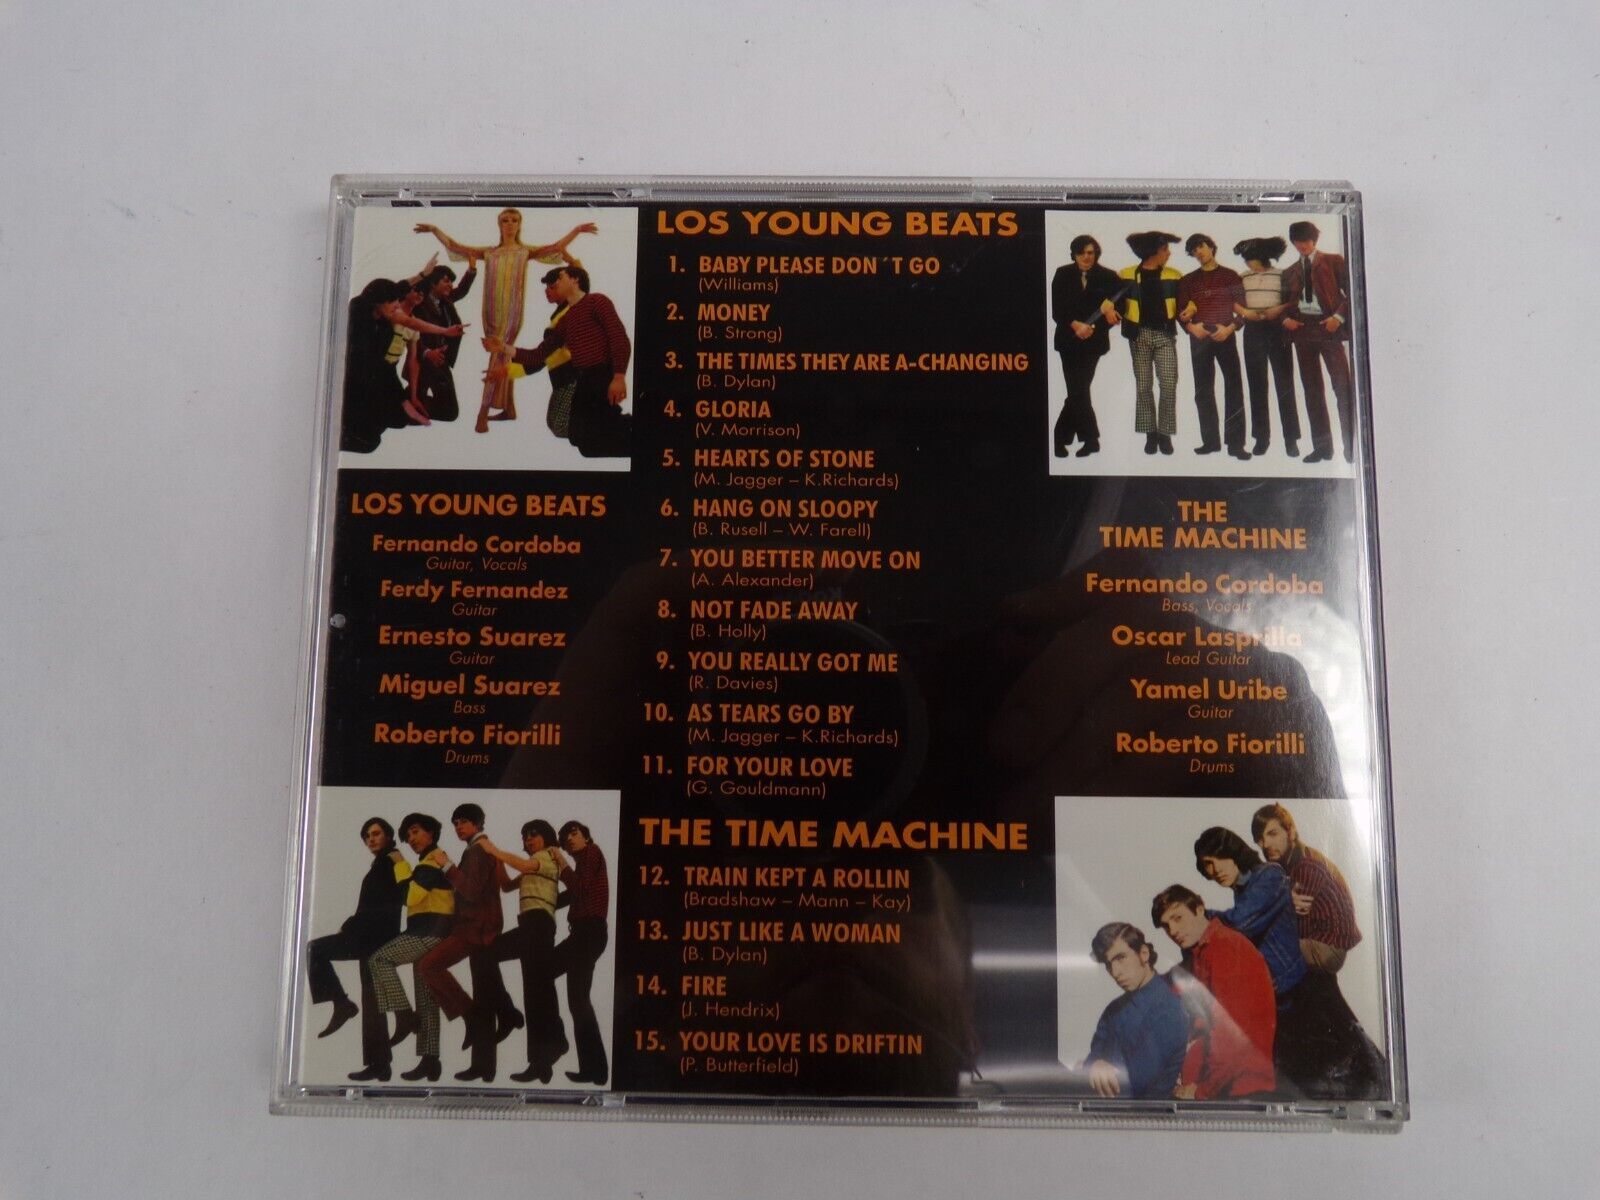 LOS YOUNG BEATS
1. BABY PLEASE DON´T GO
(Williams)
2. MONEY
(B. Strong)
3. THE TIMES THEY ARE A-CHANGING
(B. Dylan)
4. GLORIA
(V. Morrison)
5. HEARTS OF STONE
(M. Jagger – K.Richards)
6. HANG ON SLOOPY
(B. Rusell – W. Farell)
7. YOU BETTER MOVE ON
(A. Alexander)
8. NOT FADE AWAY
(B. Holly)
9. YOU REALLY GOT ME
(R. Davies)
10. AS TEARS GO BY
(M. Jagger – K.Richards)
11. FOR YOUR LOVE
(G. Gouldmann)
THE TIME MACHINE
12. TRAIN KEPT A ROLLIN
(Bradshaw – Mann – Kay)
13. JUST LIKE A WOMAN
(B. Dylan)
14. FIRE
(J. Hendrix)
15. YOUR LOVE IS DRIFTIN
(P. Butterfield)
LOS YOUNG BEATS
Fernando Cordoba
Guitar, Vocals
Ferdy Fernandez
Guitar
Ernesto Suarez
Guitar
Miguel Suarez
Bass
Roberto Fiorilli
Drums
THE
TIME MACHINE
Fernando Cordoba
Bass, Vocals
Oscar Lasprilla
Lead Guitar
Yamel Uribe
Guitar
Roberto Fiorilli
Drums